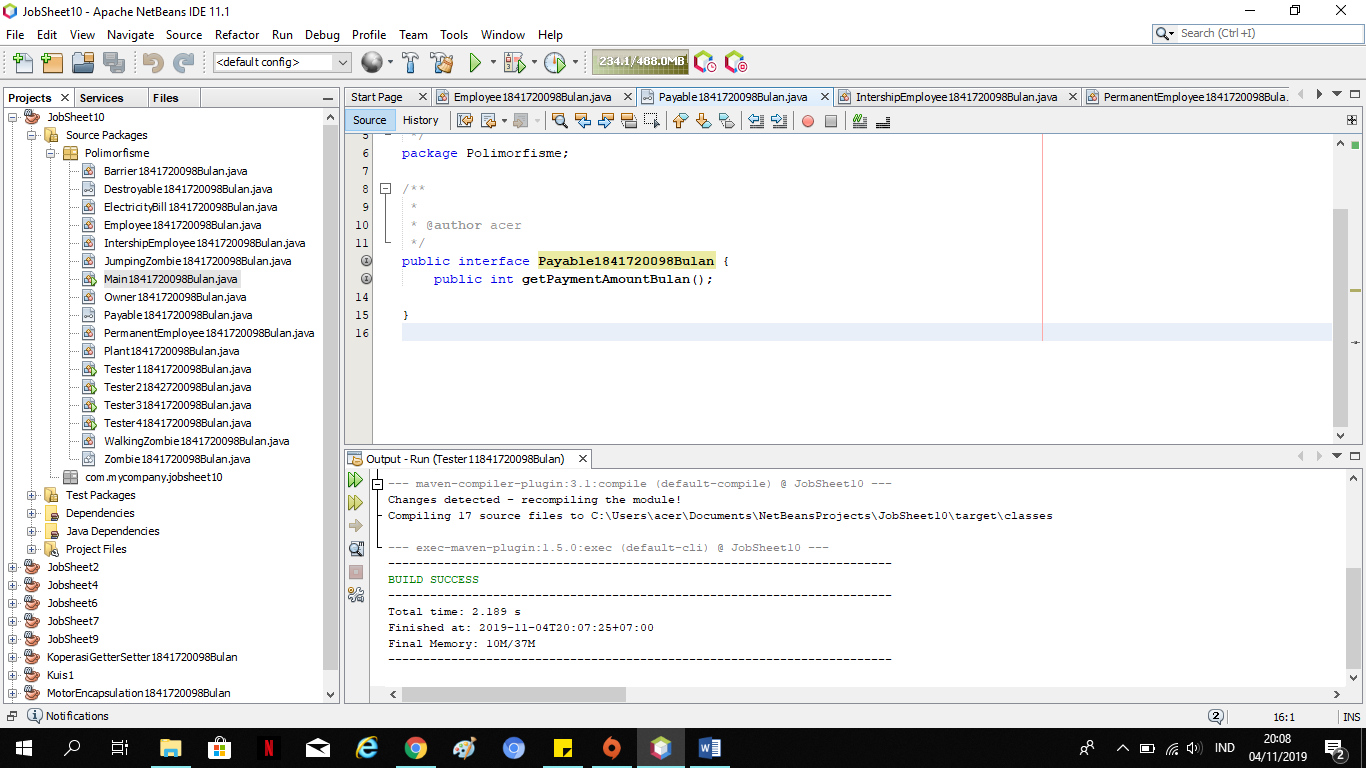 JobSheet10 - Apache NetBeans IDE 11.1
File Edit View Navigate Source Refactor Run Debug Profile Team Tools Window Help
Search (Ctrl+I)
<default config>
234.1/488.0MB
Projects Services Files
JobSheet10
Source Packages
Polimorfisme
Barrier1841720098Bulan.java
Destroyable1841720098Bulan.java
ElectricityBill1841720098Bulan.java
Employee1841720098Bulan.java
IntershipEmployee1841720098Bulan.java
JumpingZombie1841720098Bulan.java
Main1841720098Bulan.java
Owner1841720098Bulan.java
Payable1841720098Bulan.java
PermanentEmployee1841720098Bulan.java
Plant1841720098Bulan.java
Tester11841720098Bulan.java
Tester21842720098Bulan.java
Tester31841720098Bulan.java
Tester41841720098Bulan.java
WalkingZombie1841720098Bulan.java
Zombie1841720098Bulan.java
com.mycompany.jobsheet10
Test Packages
Dependencies
Java Dependencies
Project Files
JobSheet2
Jobsheet4
Jobsheet6
JobSheet7
JobSheet9
KoperasiGetterSetter1841720098Bulan
Kuis1
MotorEncapsulation1841720098Bulan
Start Page Employee1841720098Bulan.java Payable1841720098Bulan.java IntershipEmployee1841720098Bulan.java PermanentEmployee1841720098Bula.
Source History
5 */
6 package Polimorfisme;
7
8 /**
9 *
10 * @author acer
11 */
public interface Payable1841720098Bulan {
public int getPaymentAmountBulan();
14
15 }
16
Output - Run (Tester11841720098Bulan)
--- maven-compiler-plugin:3.1:compile (default-compile) @ JobSheet10 ---
Changes detected - recompiling the module!
Compiling 17 source files to C:\Users\acer\Documents\NetBeansProjects\JobSheet10\target\classes
--- exec-maven-plugin:1.5.0:exec (default-cli) @ JobSheet10 ---
------------------------------------------------------------------------
BUILD SUCCESS
------------------------------------------------------------------------
Total time: 2.189 s
Finished at: 2019-11-04T20:07:25+07:00
Final Memory: 10M/37M
------------------------------------------------------------------------
Notifications
2
16:1
INS
IND
20:08
04/11/2019
2